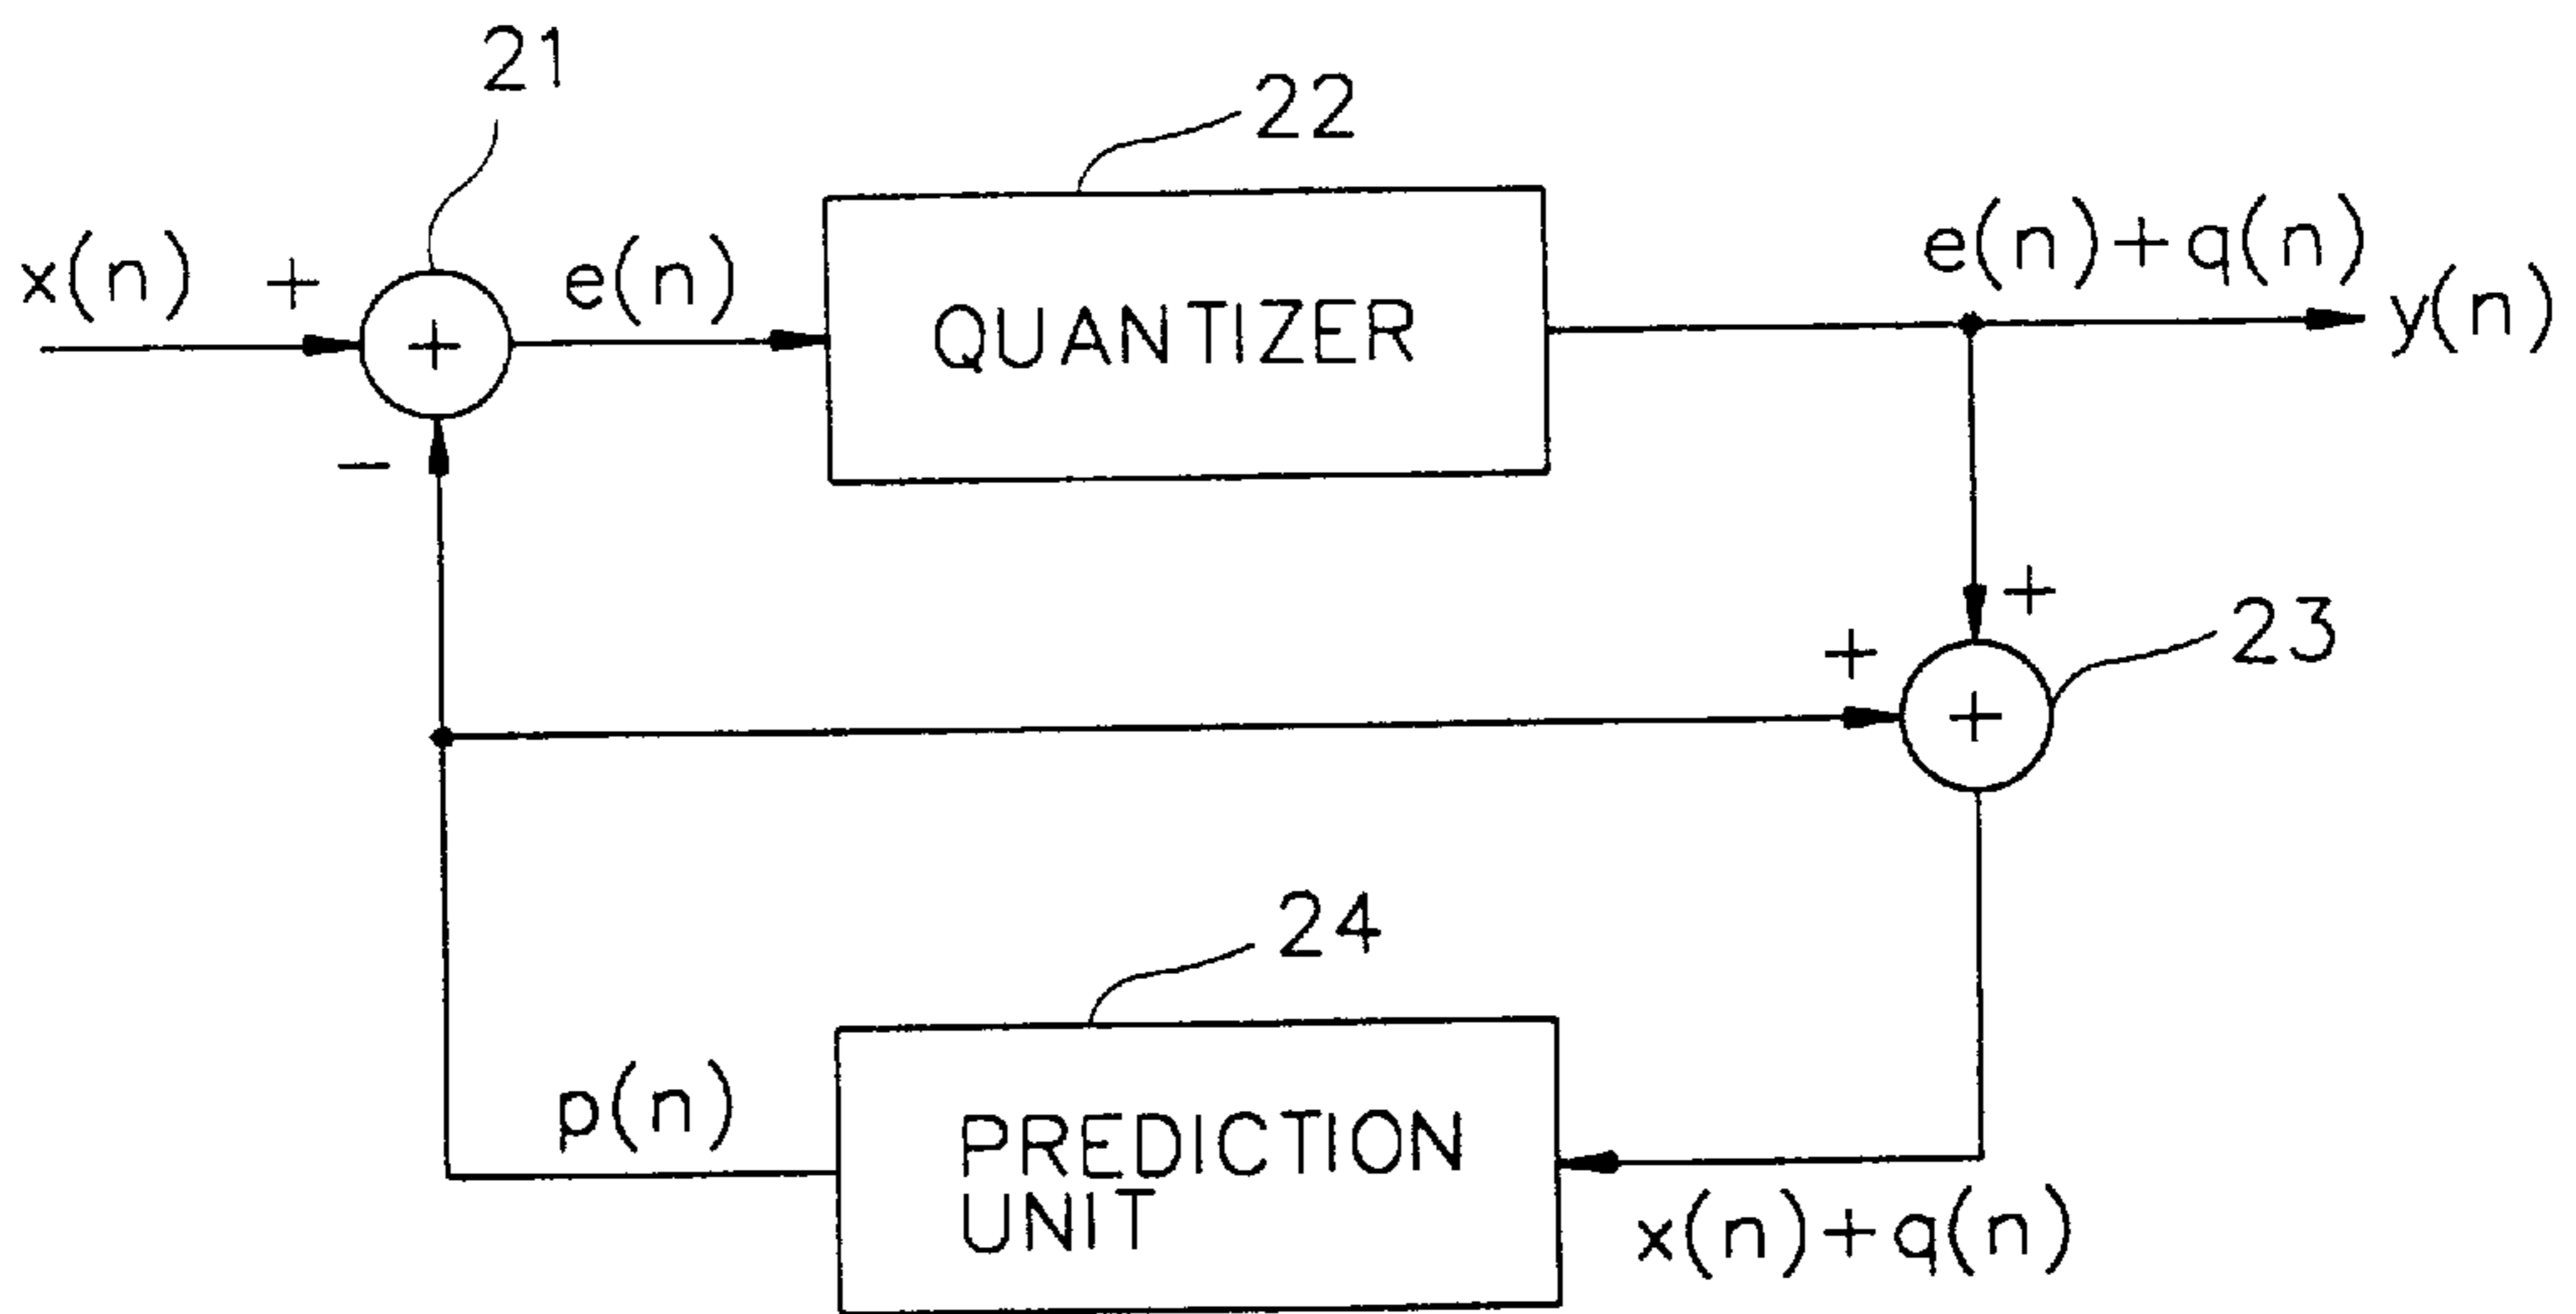 21
22
x(n)
+
+
e(n)
QUANTIZER
e(n)+q(n)
y(n)
−
+
+
+
23
24
p(n)
PREDICTION
UNIT
x(n)+q(n)